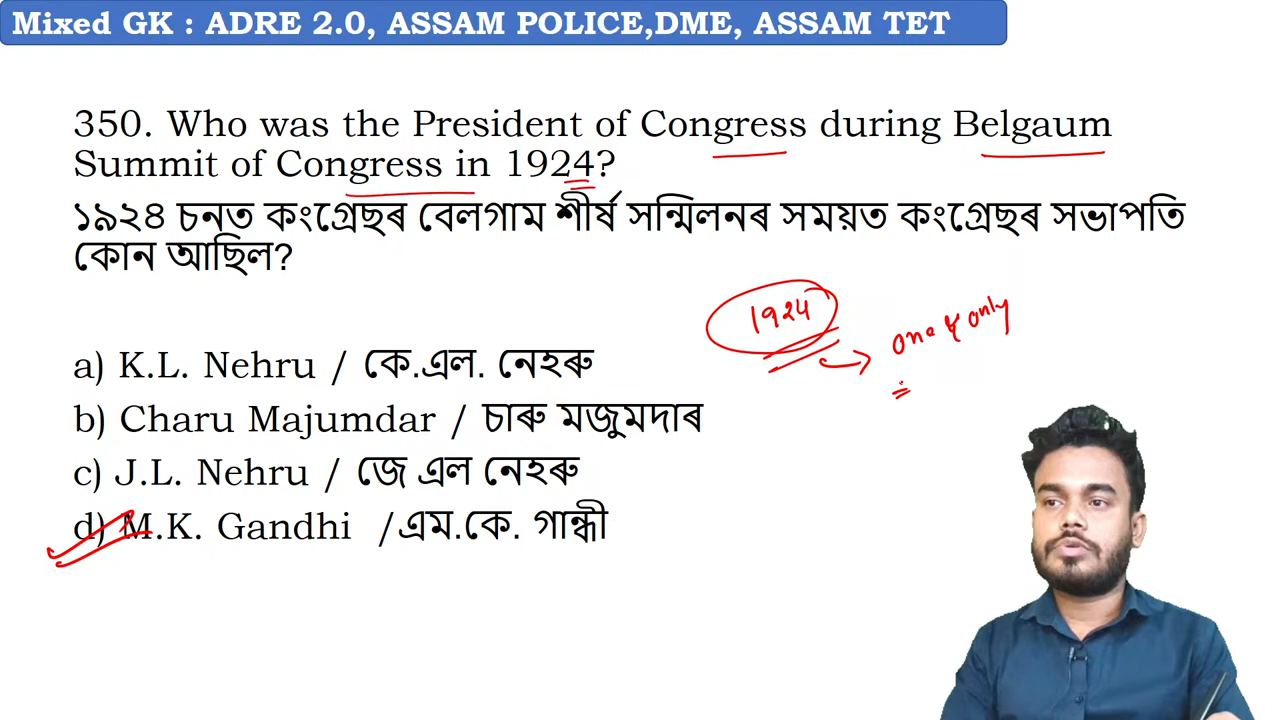 Mixed GK : ADRE 2.0, ASSAM POLICE,DME, ASSAM TET
350. Who was the President of Congress during Belgaum
Summit of Congress in 1924?
১৯২৪ চনত কংগ্ৰেছৰ বেলগাম শীৰ্ষ সন্মিলনৰ সময়ত কংগ্ৰেছৰ সভাপতি
কোন আছিল?
1924
one & only
a) K.L. Nehru / কে.এল. নেহৰু
b) Charu Majumdar / চাৰু মজুমদাৰ
c) J.L. Nehru / জে এল নেহৰু
d) M.K. Gandhi /এম.কে. গান্ধী